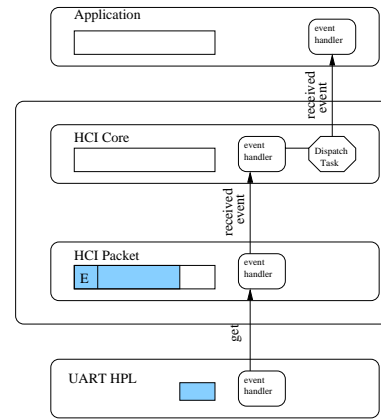 Application
event
handler
received
event
HCI Core
event
handler
Dispatch
Task
received
event
HCI Packet
E
event
handler
get
UART HPL
event
handler